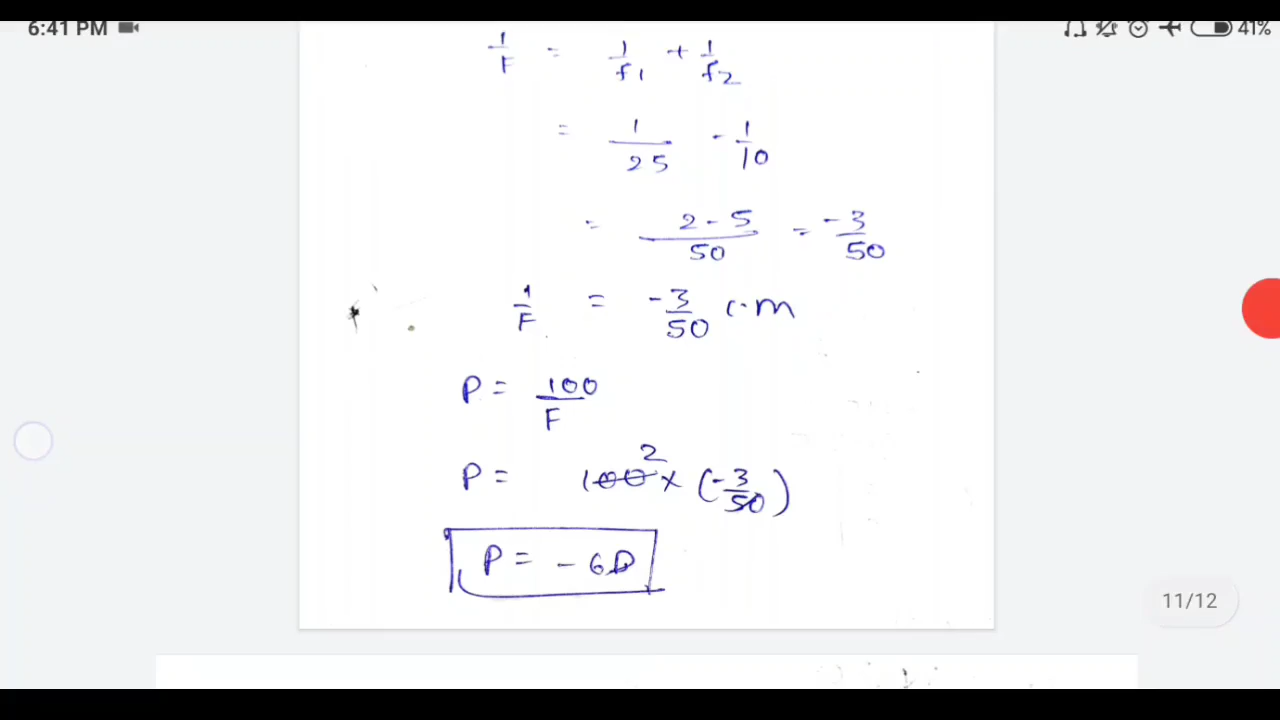 6:41 PM 41%
1/F = 1/f1 + 1/f2
= 1/25 - 1/10
= 2-5/50 = -3/50
1/F = -3/50 c.m
P = 100/F
2
P = 100 x (-3/50)
P = -6D
11/12